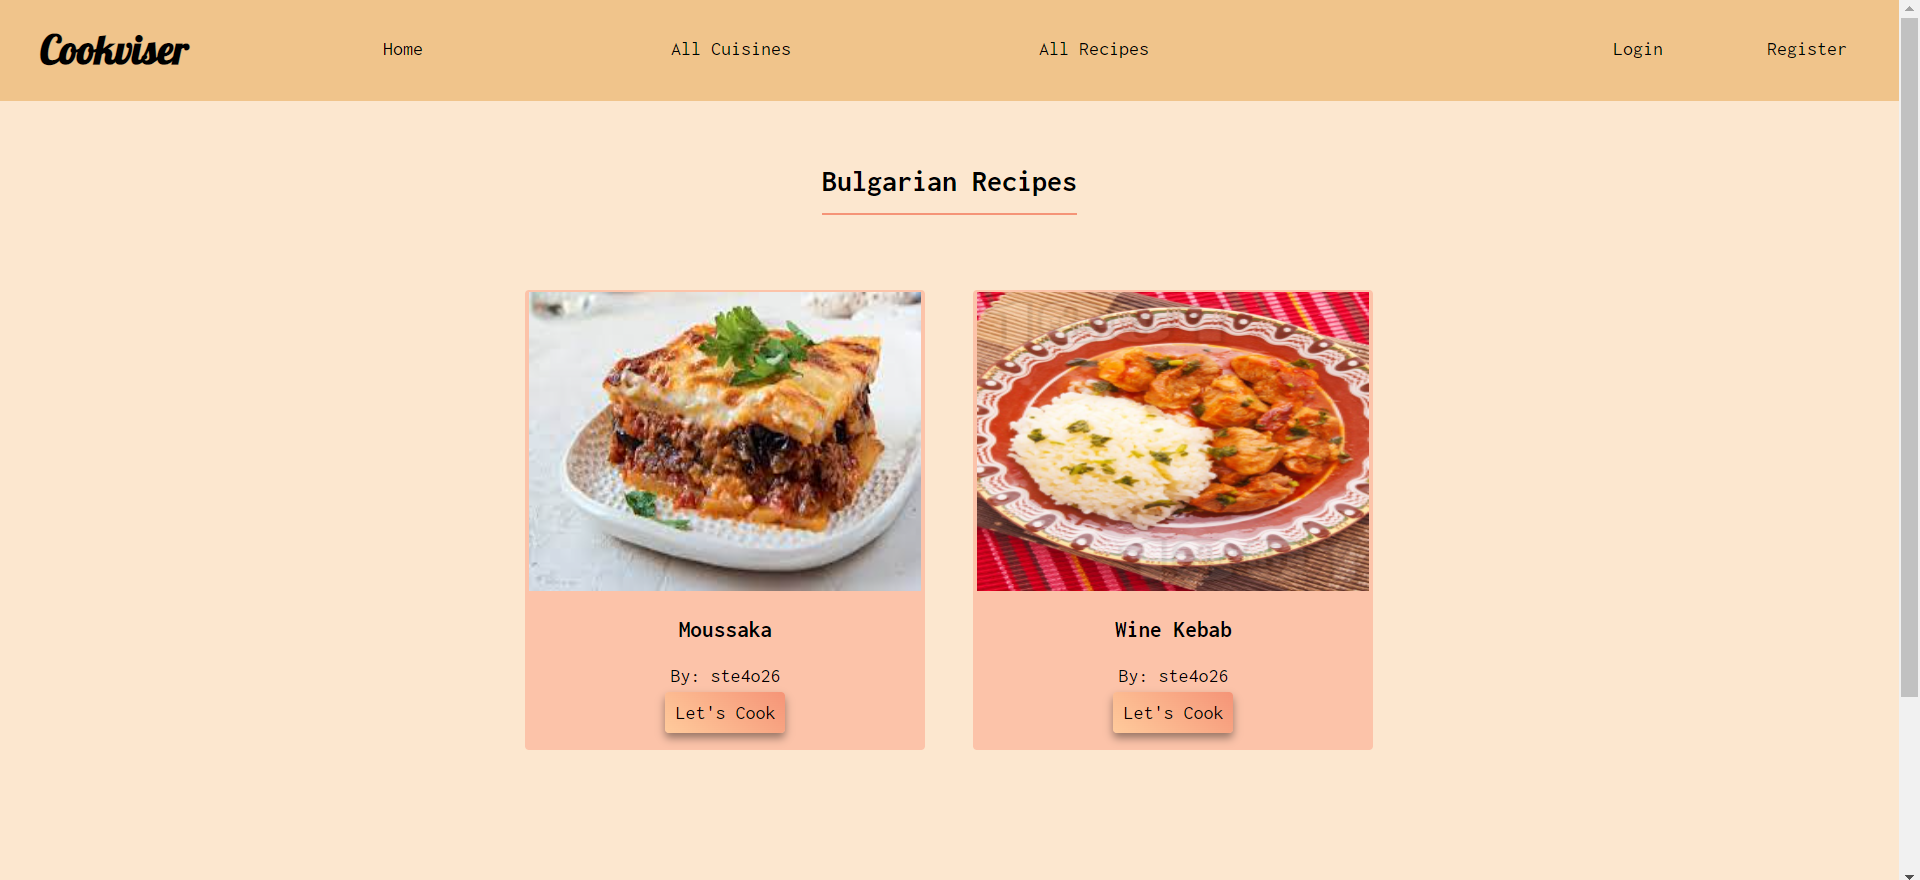 Cookviser
Home
All Cuisines
All Recipes
Login
Register
Bulgarian Recipes
Moussaka
By: ste4o26
Let's Cook
Wine Kebab
By: ste4o26
Let's Cook